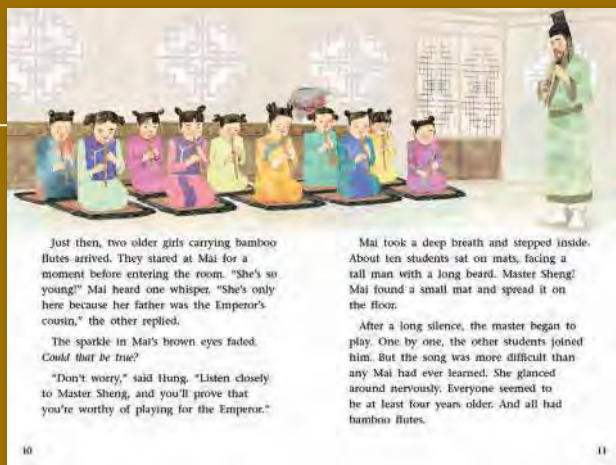 Just then, two older girls carrying bamboo
flutes arrived. They stared at Mai for a
moment before entering the room. "She's so
young!" Mai heard one whisper. "She's only
here because her father was the Emperor's
cousin," the other replied.
The sparkle in Mai's brown eyes faded.
Could that be true?
"Don't worry," said Hung. "Listen closely
to Master Sheng, and you'll prove that
you're worthy of playing for the Emperor."
10
Mai took a deep breath and stepped inside.
About ten students sat on mats, facing a
tall man with a long beard. Master Sheng!
Mai found a small mat and spread it on
the floor.
After a long silence, the master began to
play. One by one, the other students joined
him. But the song was more difficult than
any Mai had ever learned. She glanced
around nervously. Everyone seemed to
be at least four years older. And all had
bamboo flutes.
11